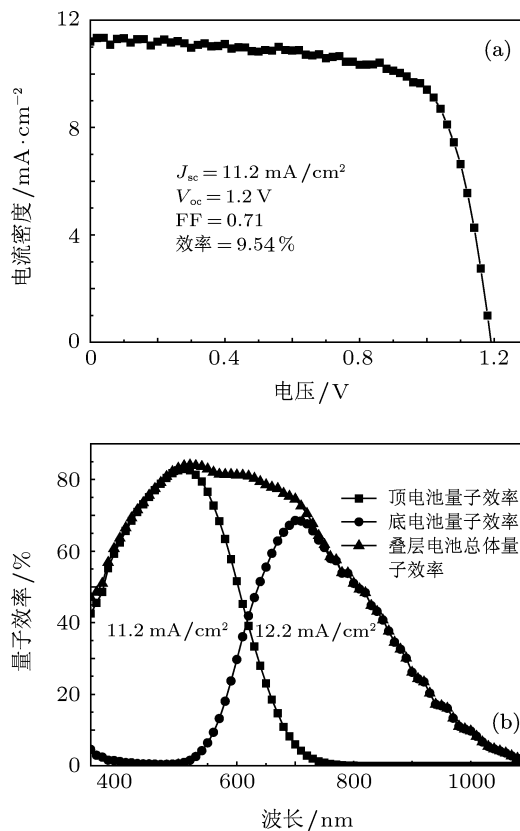 12
(a)
8
4
0
电流密度/mA·cm−2
Jsc=11.2 mA/cm2
Voc=1.2 V
FF=0.71
效率=9.54%
0 0.4 0.8 1.2
电压/V
80
60
40
20
0
量子效率/%
顶电池量子效率
底电池量子效率
叠层电池总体量
子效率
11.2 mA/cm2 12.2 mA/cm2
(b)
400 600 800 1000
波长/nm